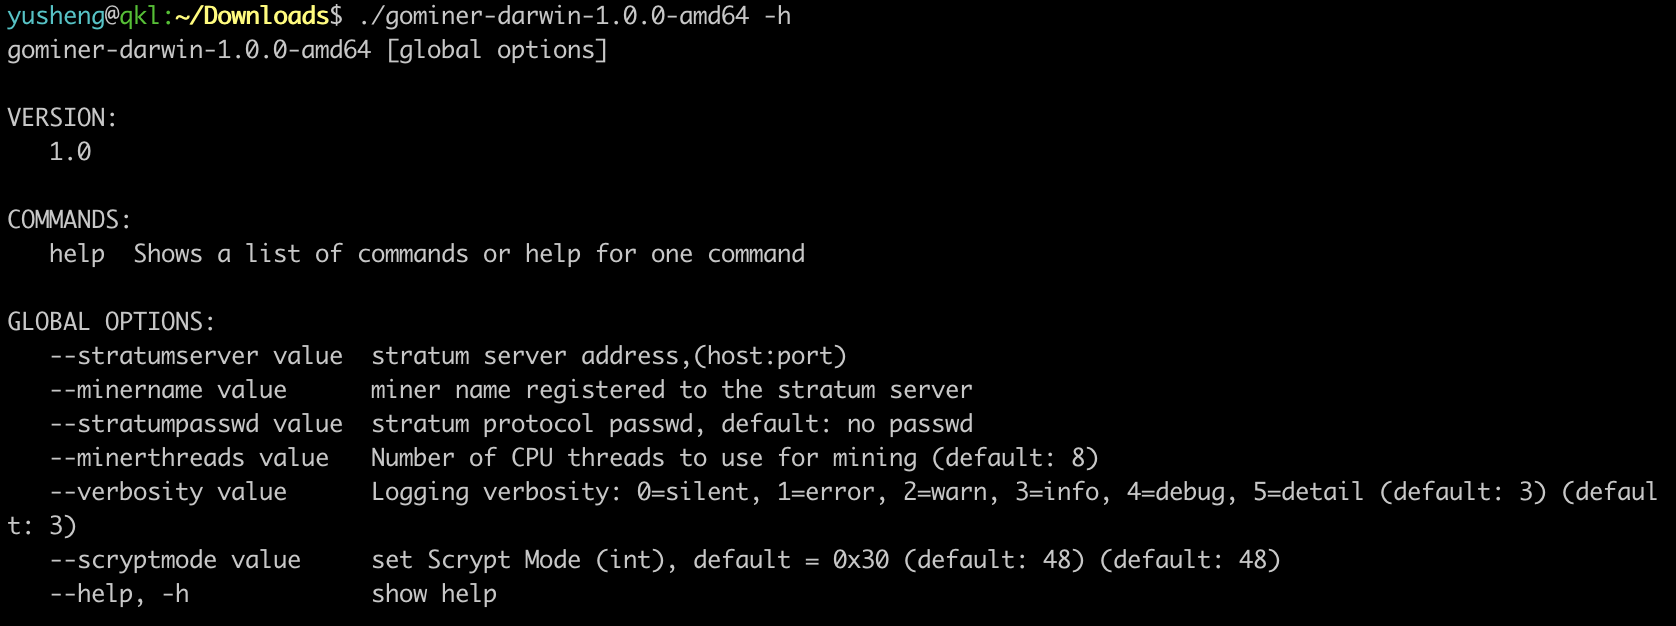 yusheng@qkl:~/Downloads$ ./gominer-darwin-1.0.0-amd64 -h
gominer-darwin-1.0.0-amd64 [global options]
VERSION:
1.0
COMMANDS:
help  Shows a list of commands or help for one command
GLOBAL OPTIONS:
--stratumserver value  stratum server address,(host:port)
--minername value      miner name registered to the stratum server
--stratumpasswd value  stratum protocol passwd, default: no passwd
--minerthreads value   Number of CPU threads to use for mining (default: 8)
--verbosity value      Logging verbosity: 0=silent, 1=error, 2=warn, 3=info, 4=debug, 5=detail (default: 3) (defaul
t: 3)
--scryptmode value     set Scrypt Mode (int), default = 0x30 (default: 48) (default: 48)
--help, -h             show help